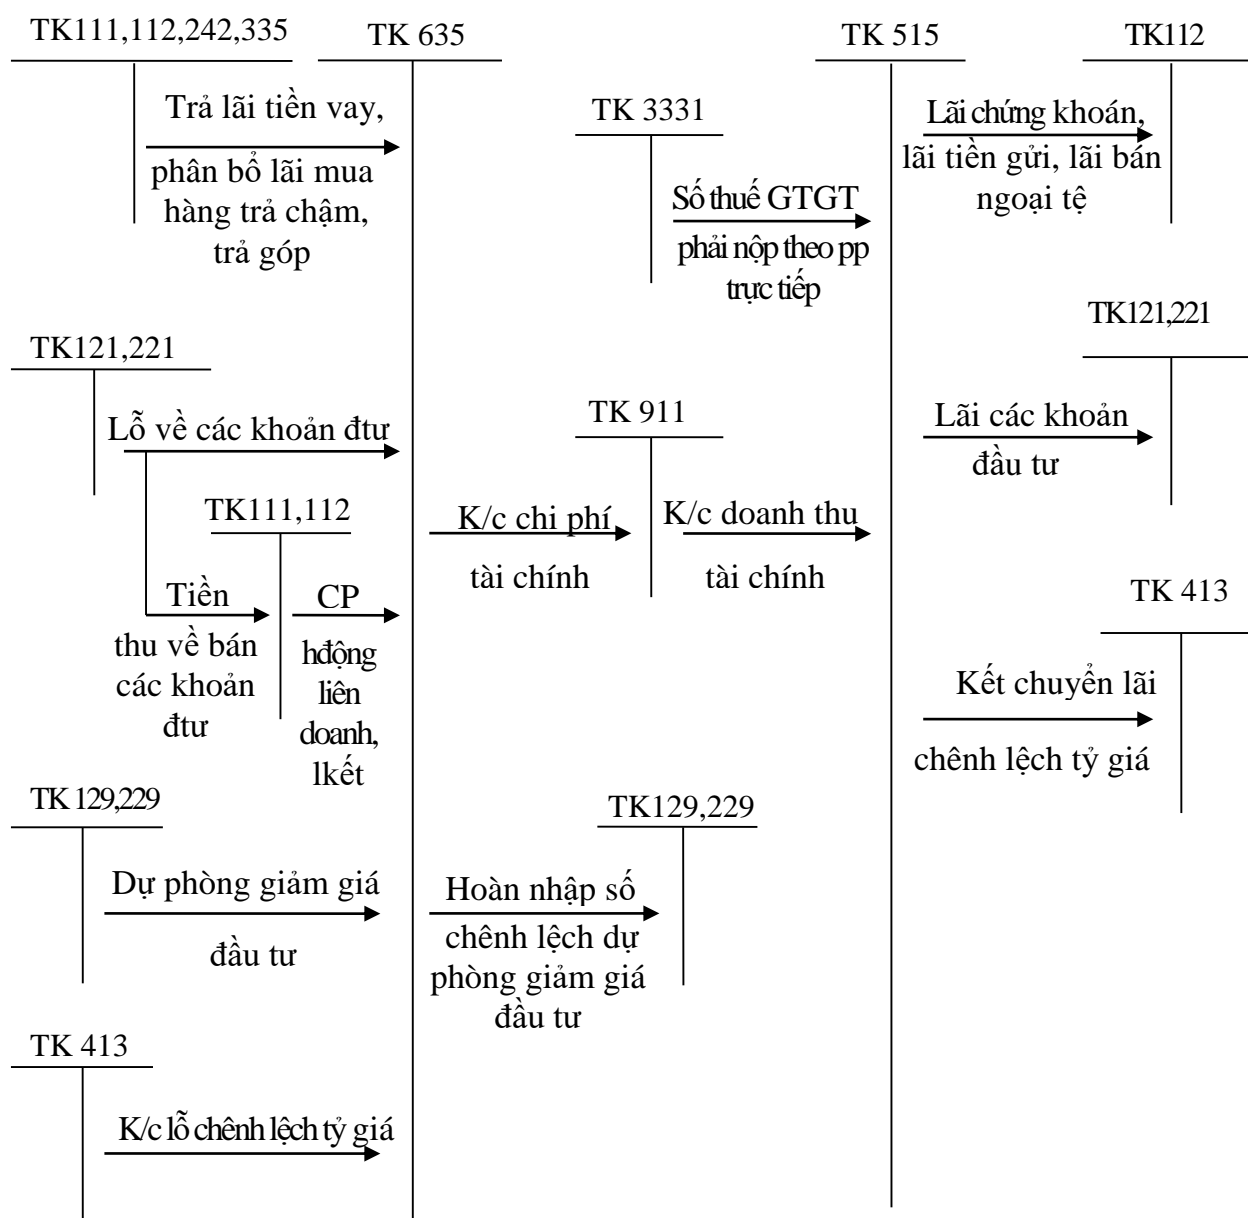 TK111,112,242,335
TK 635
TK 515
TK112
Trả lãi tiền vay,
phân bổ lãi mua
hàng trả chậm,
trả góp
TK 3331
Số thuế GTGT
phải nộp theo pp
trực tiếp
Lãi chứng khoán,
lãi tiền gửi, lãi bán
ngoại tệ
TK121,221
Lỗ về các khoản đtư
TK121,221
Lãi các khoản
đầu tư
TK 911
K/c chi phí
tài chính
K/c doanh thu
tài chính
TK111,112
Tiền
thu về bán
các khoản
đtư
CP
hđộng
liên
doanh,
lkết
TK 413
Kết chuyển lãi
chênh lệch tỷ giá
TK 129,229
Dự phòng giảm giá
đầu tư
TK129,229
Hoàn nhập số
chênh lệch dự
phòng giảm giá
đầu tư
TK 413
K/c lỗ chênh lệch tỷ giá